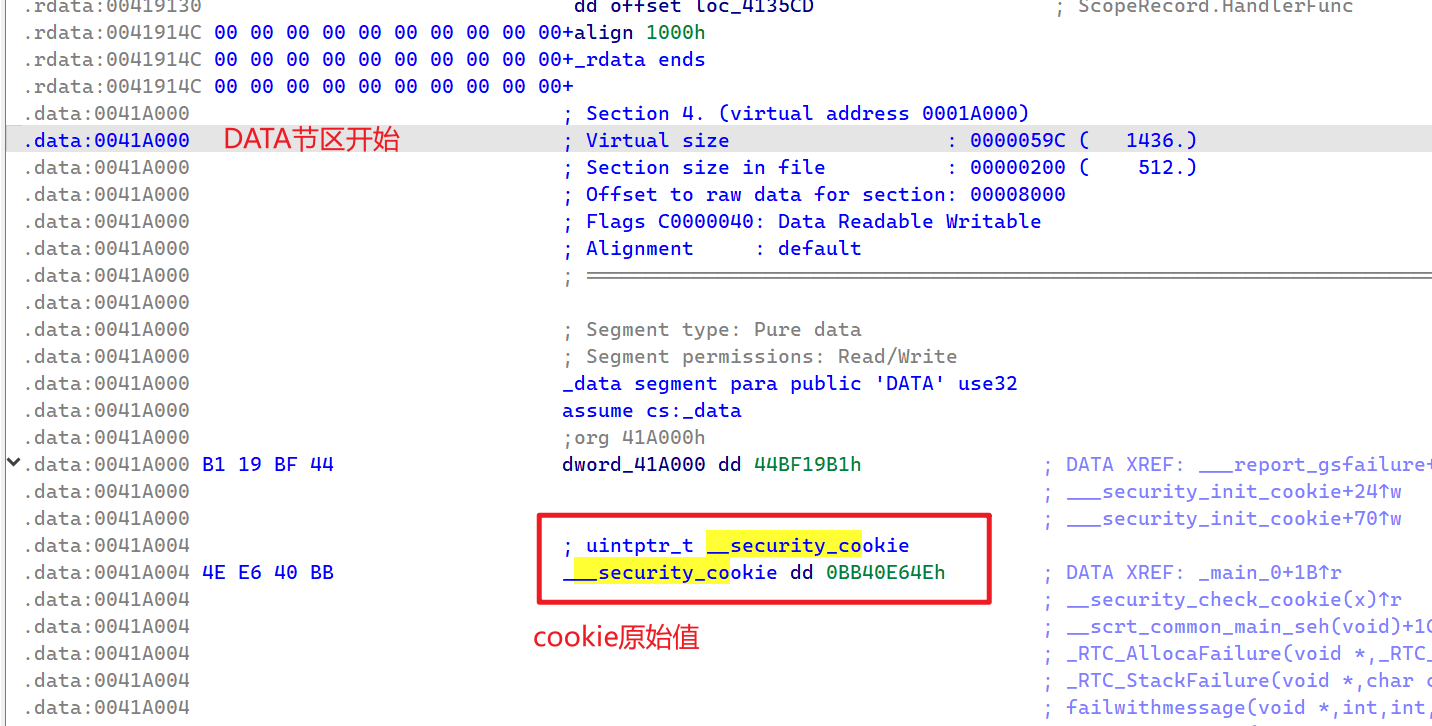 .rdata:00419130 dd offset loc_4135CD ; ScopeRecord.HandlerFunc
.rdata:0041914C 00 00 00 00 00 00 00 00 00 00+align 1000h
.rdata:0041914C 00 00 00 00 00 00 00 00 00 00+_rdata ends
.rdata:0041914C 00 00 00 00 00 00 00 00 00 00+
.data:0041A000 ; Section 4. (virtual address 0001A000)
.data:0041A000 DATA节区开始 ; Virtual size : 0000059C ( 1436.)
.data:0041A000 ; Section size in file : 00000200 ( 512.)
.data:0041A000 ; Offset to raw data for section: 00008000
.data:0041A000 ; Flags C0000040: Data Readable Writable
.data:0041A000 ; Alignment : default
.data:0041A000 ;
.data:0041A000
.data:0041A000 ; Segment type: Pure data
.data:0041A000 ; Segment permissions: Read/Write
.data:0041A000 _data segment para public 'DATA' use32
.data:0041A000 assume cs:_data
.data:0041A000 ;org 41A000h
.data:0041A000 B1 19 BF 44 dword_41A000 dd 44BF19B1h ; DATA XREF: ___report_gsfailure+
.data:0041A000 ; ___security_init_cookie+24↑w
.data:0041A000 ; ___security_init_cookie+70↑w
.data:0041A004 ; uintptr_t __security_cookie
.data:0041A004 4E E6 40 BB ___security_cookie dd 0BB40E64Eh ; DATA XREF: _main_0+1B↑r
.data:0041A004 ; __security_check_cookie(x)↑r
cookie原始值
.data:0041A004 ; __scrt_common_main_seh(void)+1
.data:0041A004 ; _RTC_AllocaFailure(void *,_RTC_
.data:0041A004 ; _RTC_StackFailure(void *,char
.data:0041A004 ; failwithmessage(void *,int,int,